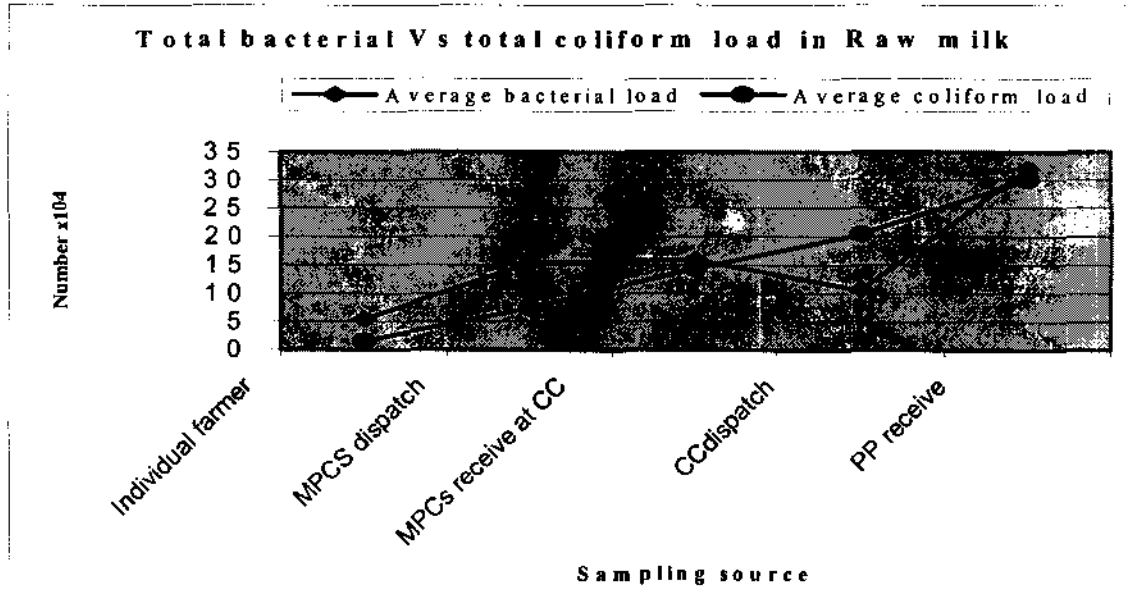 Total bacterial Vs total coliform load in Raw milk
Average bacterial load
Average coliform load
Number x104
35
30
25
20
15
10
5
0
Individual farmer
MPCS dispatch
MPCs receive at CC
CCdispatch
PP receive
Sampling source